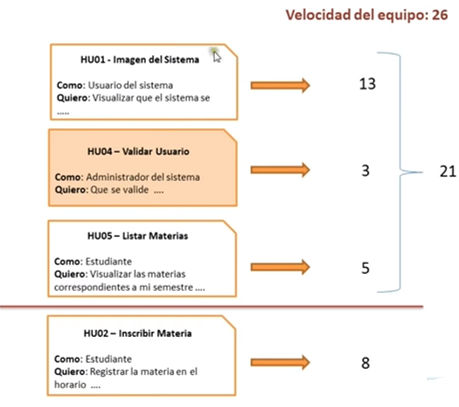 Velocidad del equipo: 26
HU01 - Imagen del Sistema
Como: Usuario del sistema
Quiero: Visualizar que el sistema se
.....
13
HU04 – Validar Usuario
Como: Administrador del sistema
Quiero: Que se valide ....
3
21
HU05 – Listar Materias
Como: Estudiante
Quiero: Visualizar las materias
correspondientes a mi semestre ....
5
HU02 – Inscribir Materia
Como: Estudiante
Quiero: Registrar la materia en el
horario ....
8